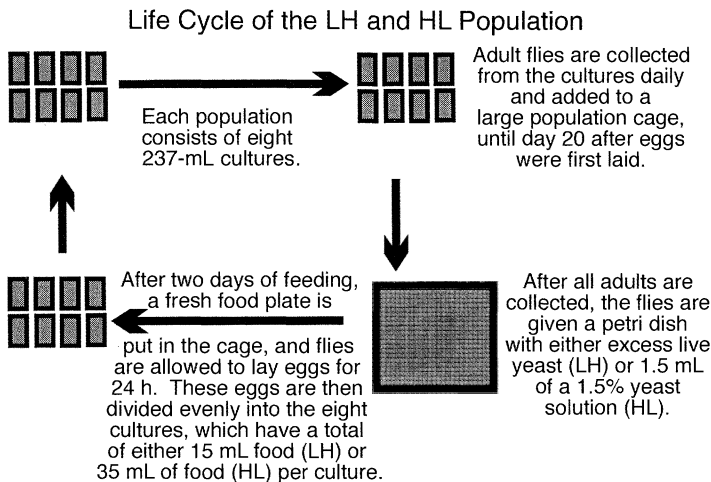 Life Cycle of the LH and HL Population
Each population
consists of eight
237-mL cultures.
Adult flies are collected
from the cultures daily
and added to a
large population cage,
until day 20 after eggs
were first laid.
After all adults are
collected, the flies are
given a petri dish
with either excess live
yeast (LH) or 1.5 mL
of a 1.5% yeast
solution (HL).
After two days of feeding,
a fresh food plate is
put in the cage, and flies
are allowed to lay eggs for
24 h. These eggs are then
divided evenly into the eight
cultures, which have a total
of either 15 mL food (LH) or
35 mL of food (HL) per culture.